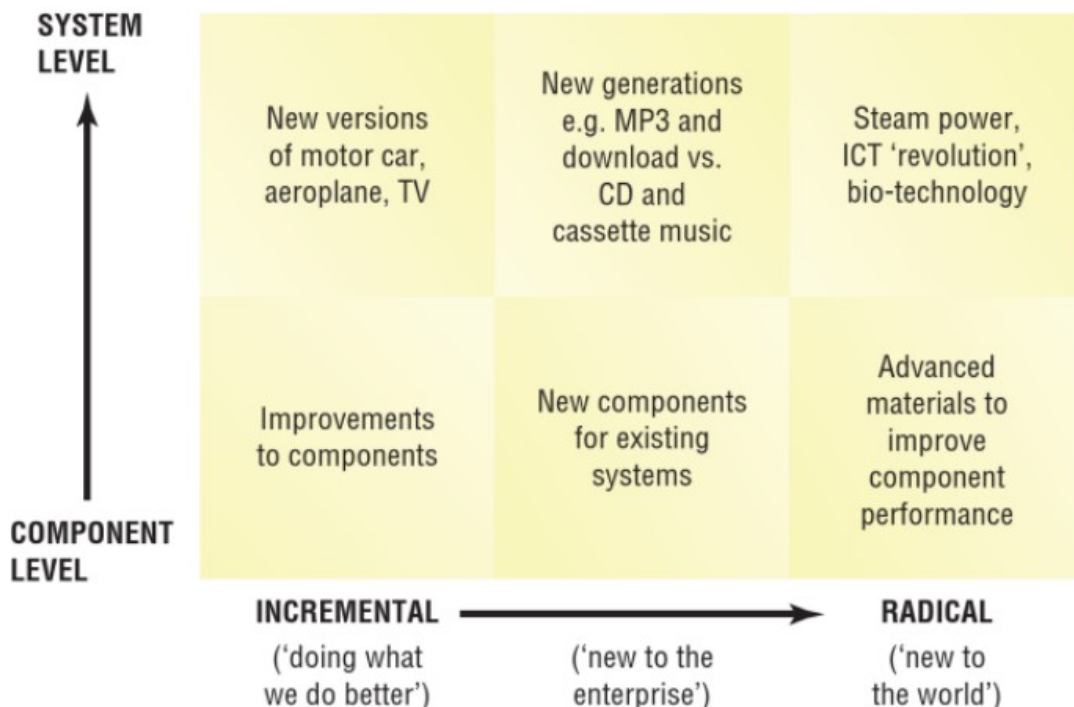 SYSTEM
LEVEL
New versions
of motor car,
aeroplane, TV
New generations
e.g. MP3 and
download vs.
CD and
cassette music
Steam power,
ICT ‘revolution’,
bio-technology
Improvements
to components
New components
for existing
systems
Advanced
materials to
improve
component
performance
COMPONENT
LEVEL
INCREMENTAL
(‘doing what
we do better’)
(‘new to the
enterprise’)
RADICAL
(‘new to
the world’)